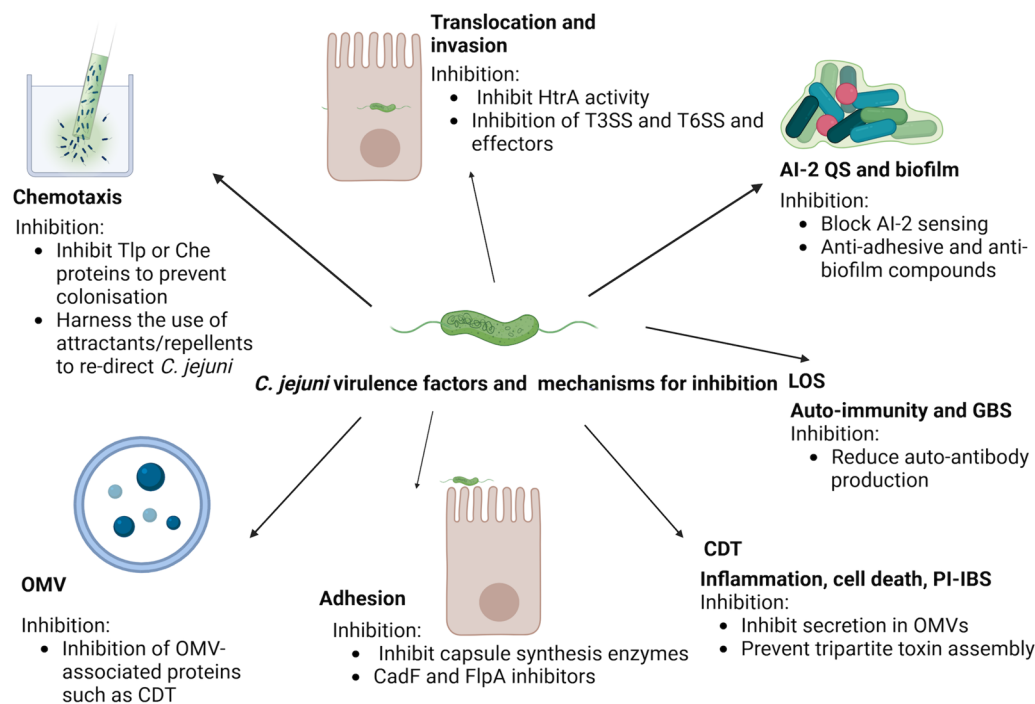 Translocation and
invasion
Inhibition:
• Inhibit HtrA activity
• Inhibition of T3SS and T6SS and
effectors
AI-2 QS and biofilm
Inhibition:
• Block AI-2 sensing
• Anti-adhesive and anti-
biofilm compounds
Chemotaxis
Inhibition:
• Inhibit Tlp or Che
proteins to prevent
colonisation
• Harness the use of
attractants/repellents
to re-direct C. jejuni
C. jejuni virulence factors and mechanisms for inhibition
LOS
Auto-immunity and GBS
Inhibition:
• Reduce auto-antibody
production
OMV
Inhibition:
• Inhibition of OMV-
associated proteins
such as CDT
Adhesion
Inhibition:
• Inhibit capsule synthesis enzymes
• CadF and FlpA inhibitors
CDT
Inflammation, cell death, PI-IBS
Inhibition:
• Inhibit secretion in OMVs
• Prevent tripartite toxin assembly